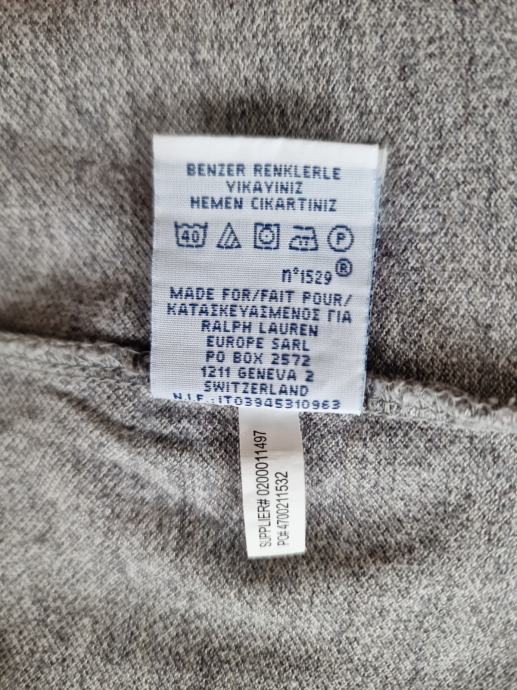 BENZER RENKLERLE
YIKAYINIZ
HEMEN CIKARTINIZ
40 P
n°1529®
MADE FOR/FAIT POUR/
ΚΑΤΑΣΚΕΥΑΣΜΕΝΟΣ ΓΙΑ
RALPH LAUREN
EUROPE SARL
PO BOX 2572
1211 GENEVA 2
SWITZERLAND
N.I.F.:IT03945310963
SUPPLIER# 0200011497
PO# 4700211532